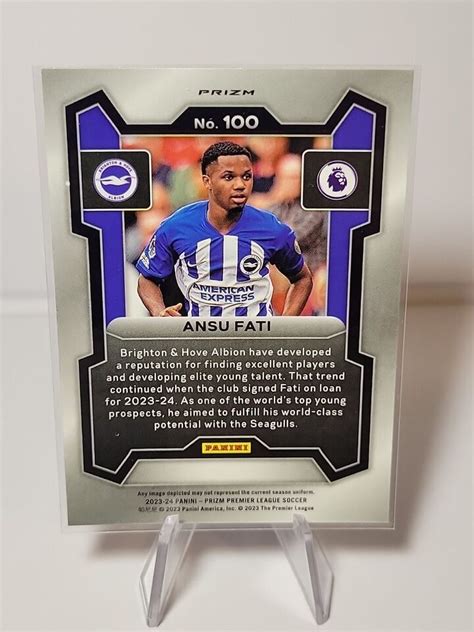 PRIZM
No. 100
BRIGHTON & HOVE
ALBION
AMERICAN
EXPRESS
ANSU FATI
Brighton & Hove Albion have developed
a reputation for finding excellent players
and developing elite young talent. That trend
continued when the club signed Fati on loan
for 2023-24. As one of the world's top young
prospects, he aimed to fulfill his world-class
potential with the Seagulls.
PANINI
Any image depicted may not represent the current season uniform.
2023-24 PANINI – PRIZM PREMIER LEAGUE SOCCER
© 2023 Panini America, Inc. © 2023 The Premier League